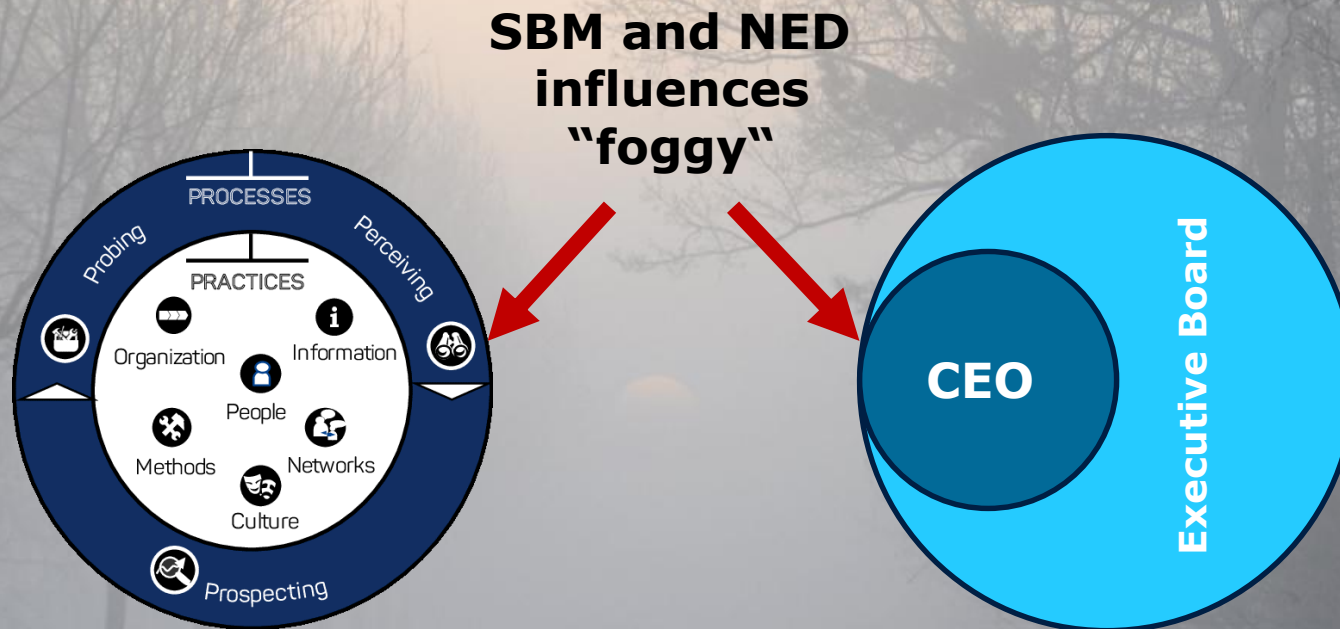 SBM and NED
influences
“foggy“
PROCESSES
Probing
Perceiving
PRACTICES
Organization
Information
People
Methods
Networks
Culture
Prospecting
CEO
Executive Board